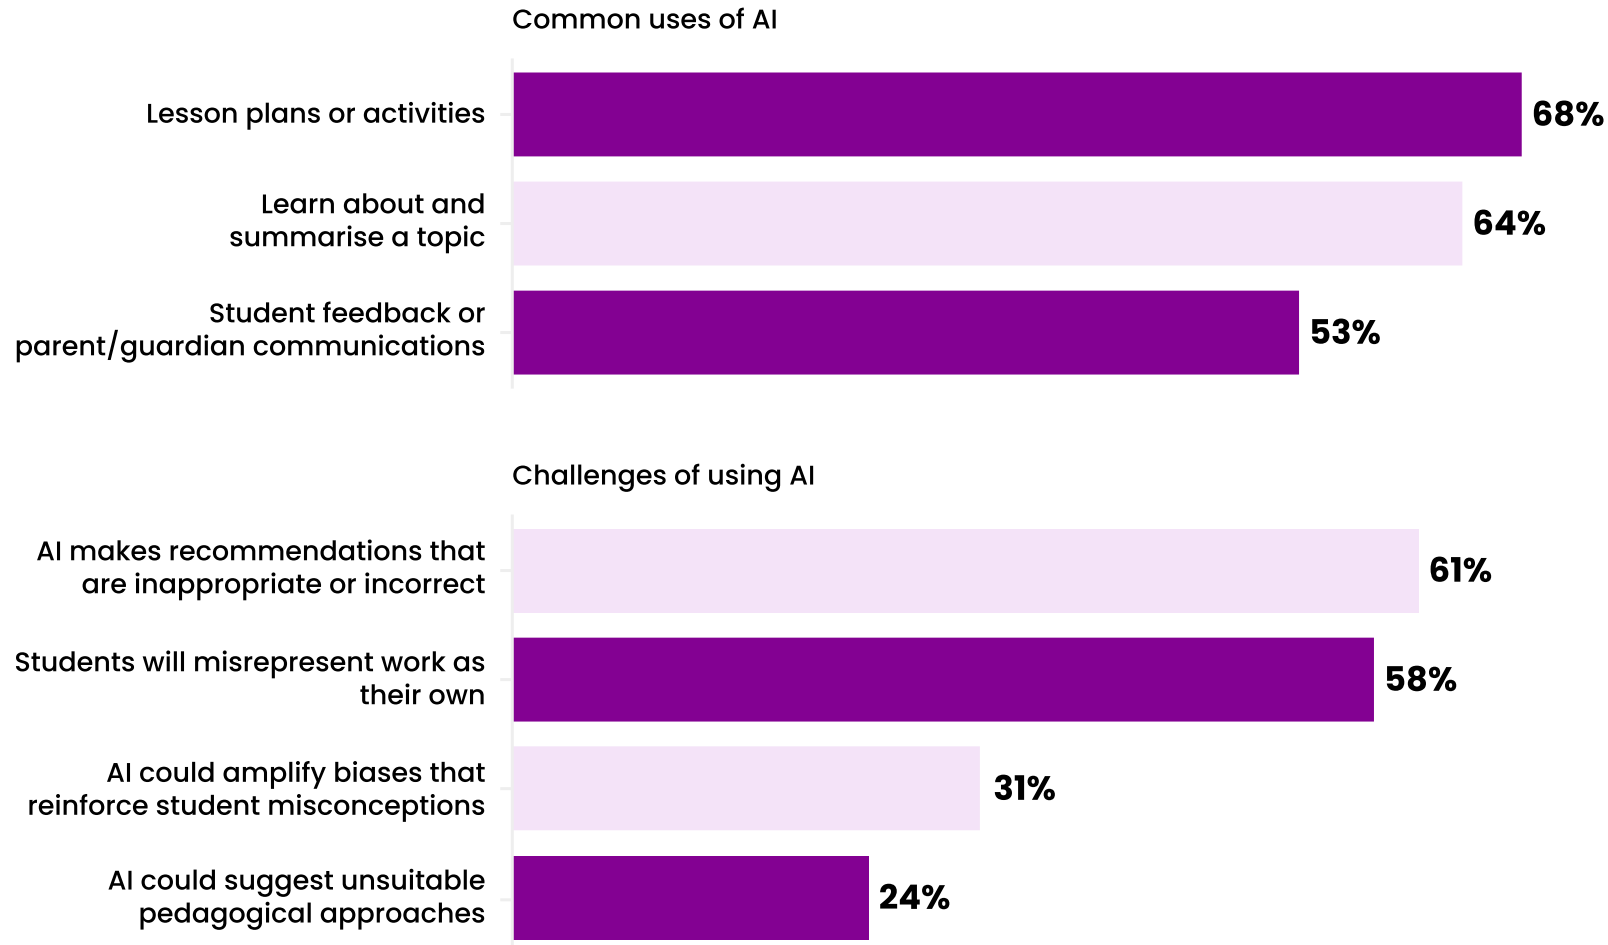 Common uses of AI
Lesson plans or activities
68%
Learn about and
summarise a topic
64%
Student feedback or
parent/guardian communications
53%
Challenges of using AI
AI makes recommendations that
are inappropriate or incorrect
61%
Students will misrepresent work as
their own
58%
AI could amplify biases that
reinforce student misconceptions
31%
AI could suggest unsuitable
pedagogical approaches
24%